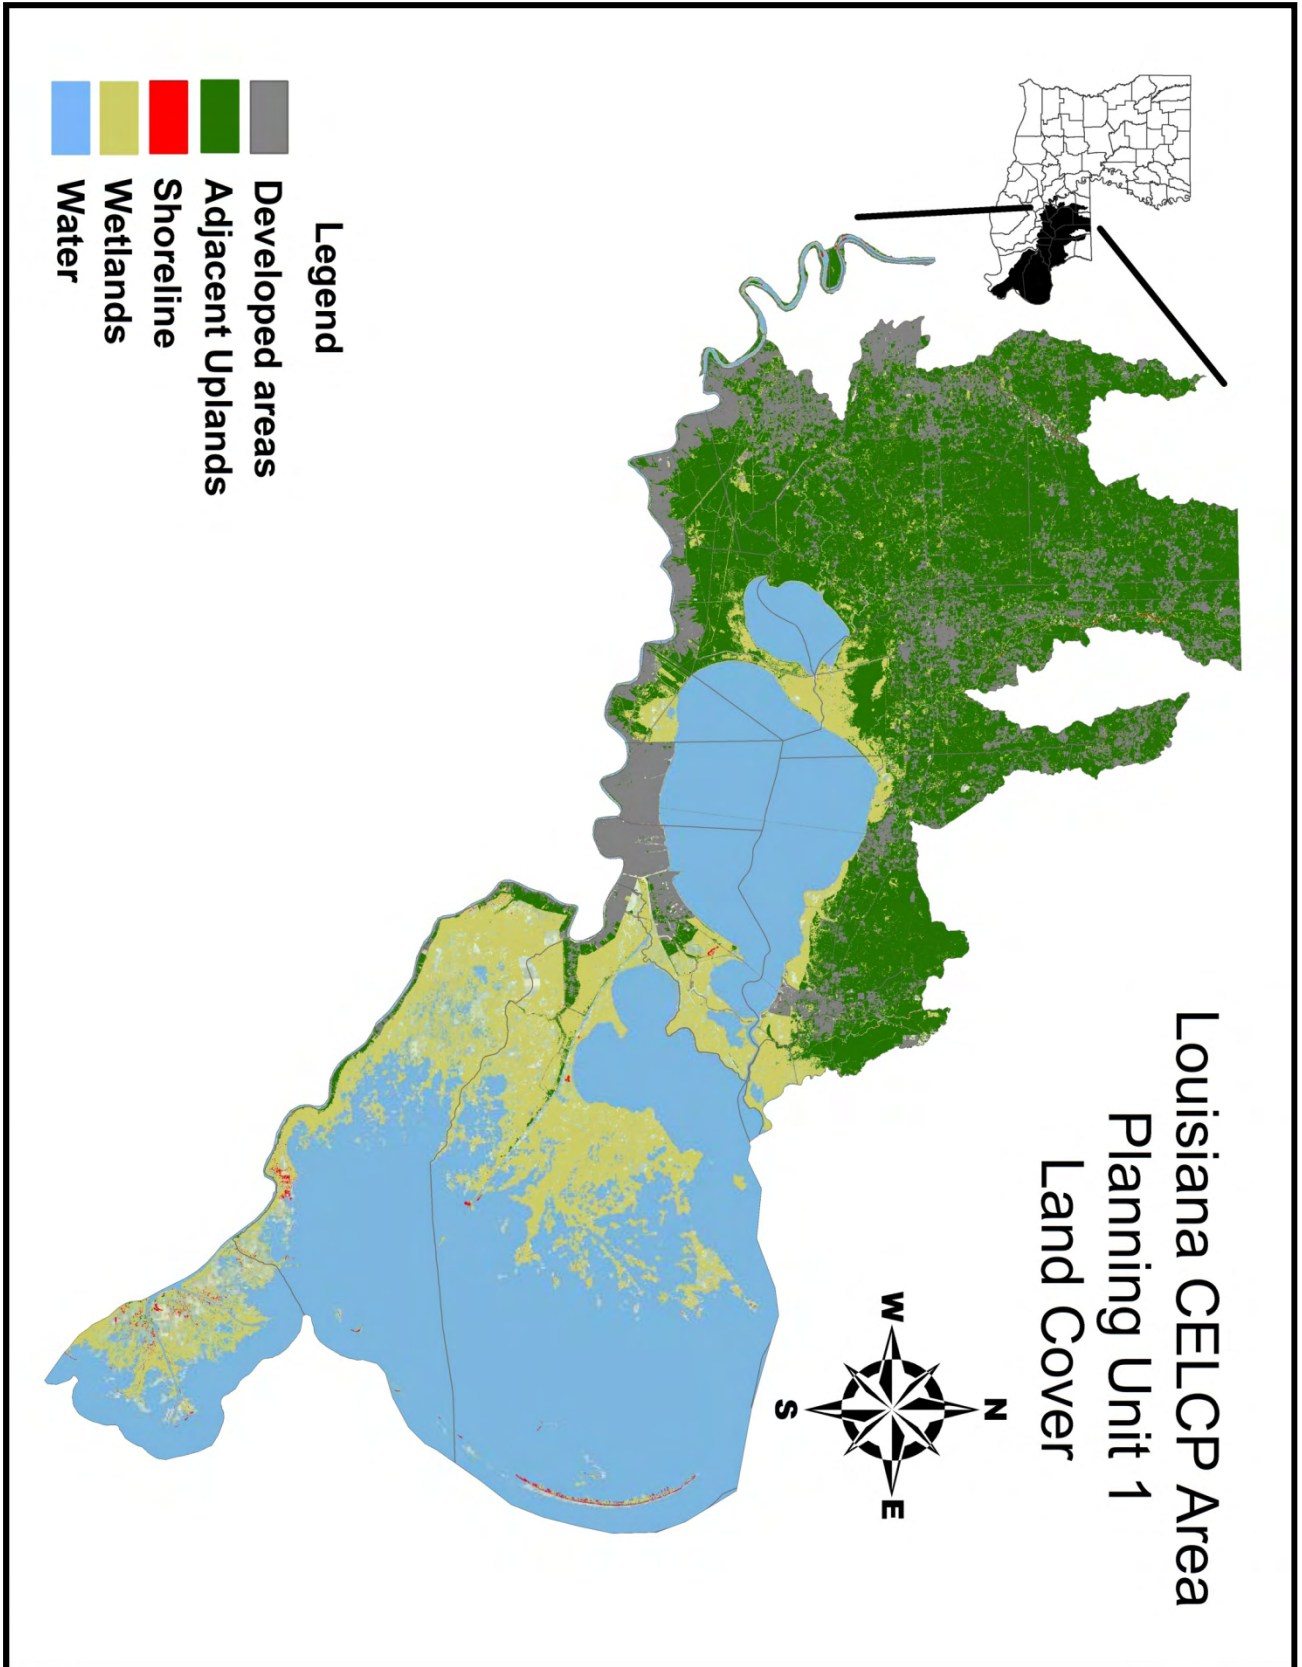 Louisiana CELCP Area
Planning Unit 1
Land Cover
N
W
E
S
Legend
Developed areas
Adjacent Uplands
Shoreline
Wetlands
Water